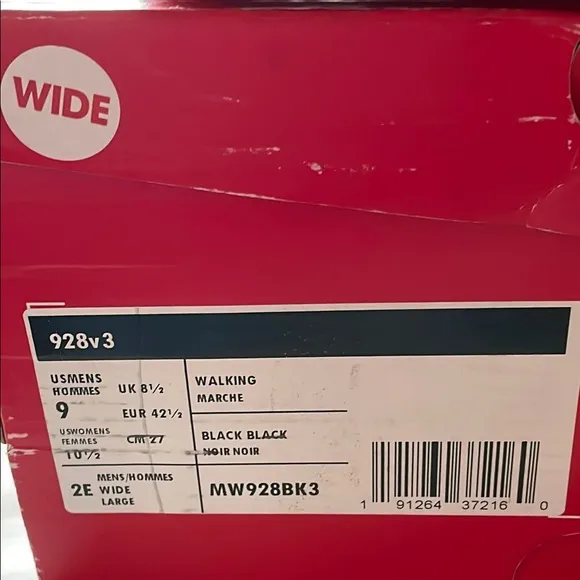 WIDE
928v3
USMENS
HOMMES
9
UK 8½
EUR 42½
USWOMENS
FEMMES
10½
CM 27
WALKING
MARCHE
BLACK BLACK
NOIR NOIR
2E
MENS/HOMMES
WIDE
LARGE
MW928BK3
1 91264 37216 0